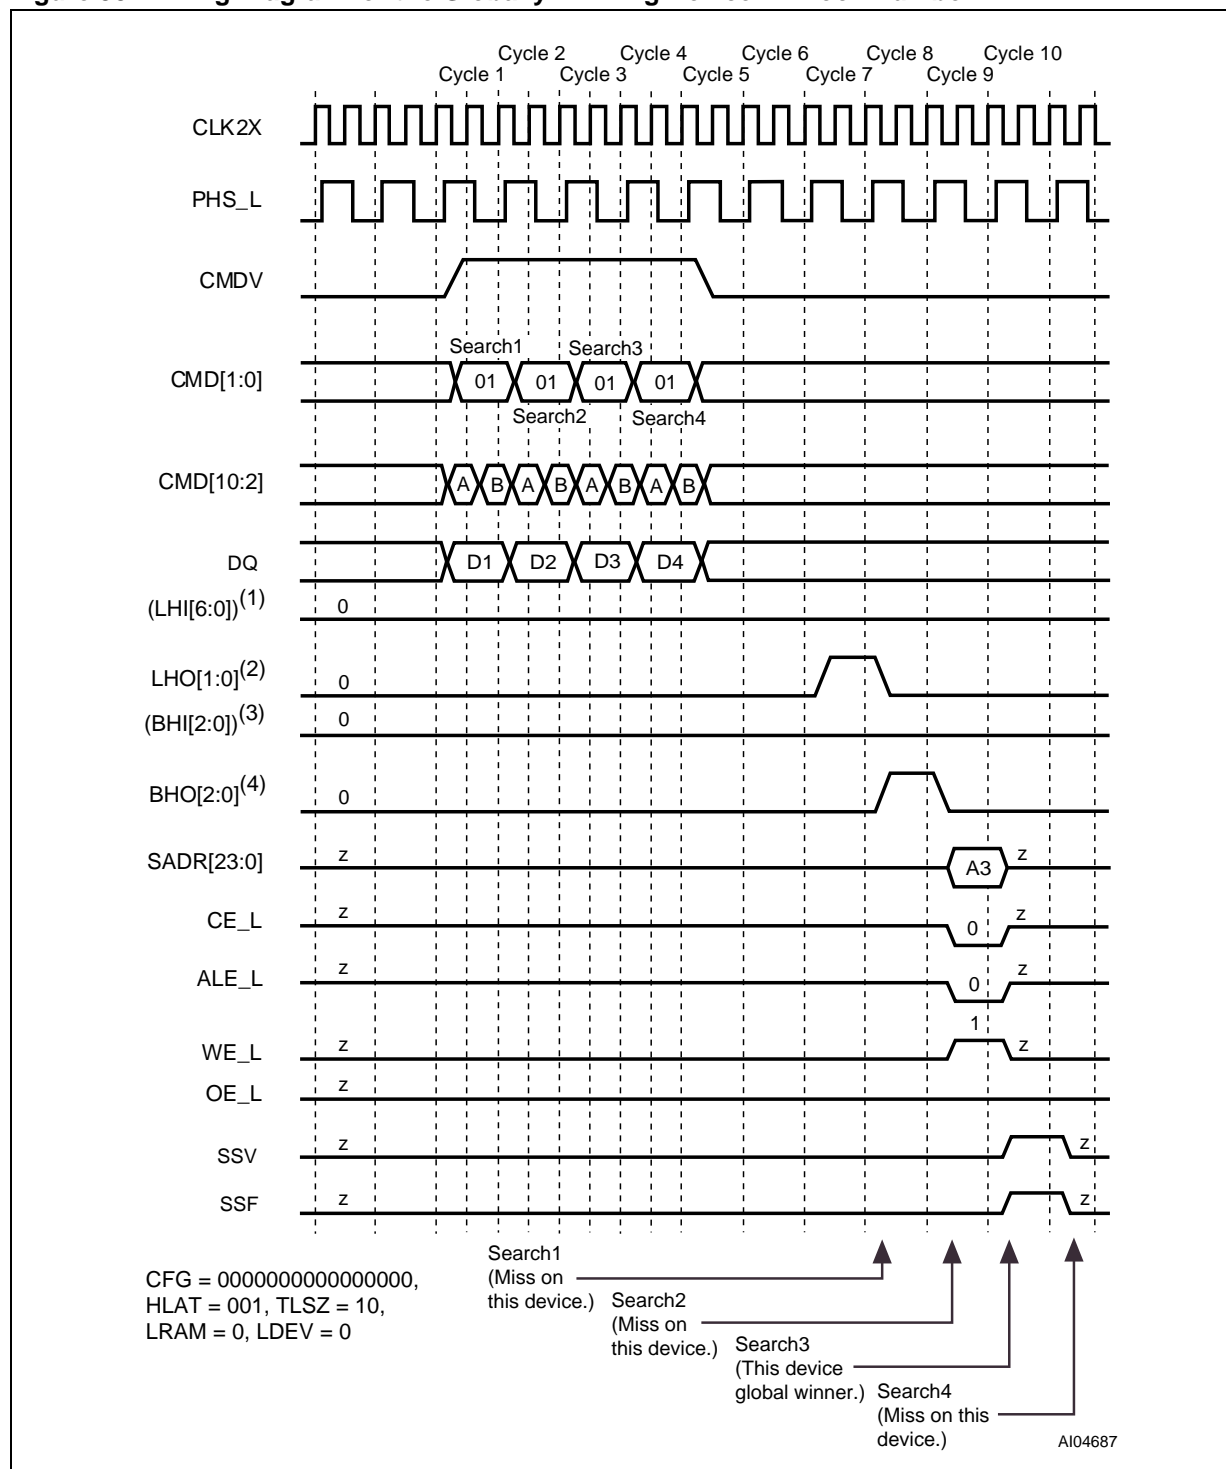 Cycle 2 Cycle 4 Cycle 6 Cycle 8 Cycle 10
Cycle 1 Cycle 3 Cycle 5 Cycle 7 Cycle 9
CLK2X
PHS_L
CMDV
Search1 Search3
CMD[1:0] 01 01 01 01
Search2 Search4
CMD[10:2] A B A B A B A B
DQ D1 D2 D3 D4
(LHI[6:0])(1) 0
LHO[1:0](2) 0
(BHI[2:0])(3) 0
BHO[2:0](4) 0
SADR[23:0] z A3 z
CE_L z 0 z
ALE_L z 0 z
1
WE_L z z
OE_L z
SSV z z
SSF z z
Search1
(Miss on
this device.)
CFG = 0000000000000000,
HLAT = 001, TLSZ = 10,
LRAM = 0, LDEV = 0
Search2
(Miss on
this device.)
Search3
(This device
global winner.)
Search4
(Miss on this
device.)
AI04687